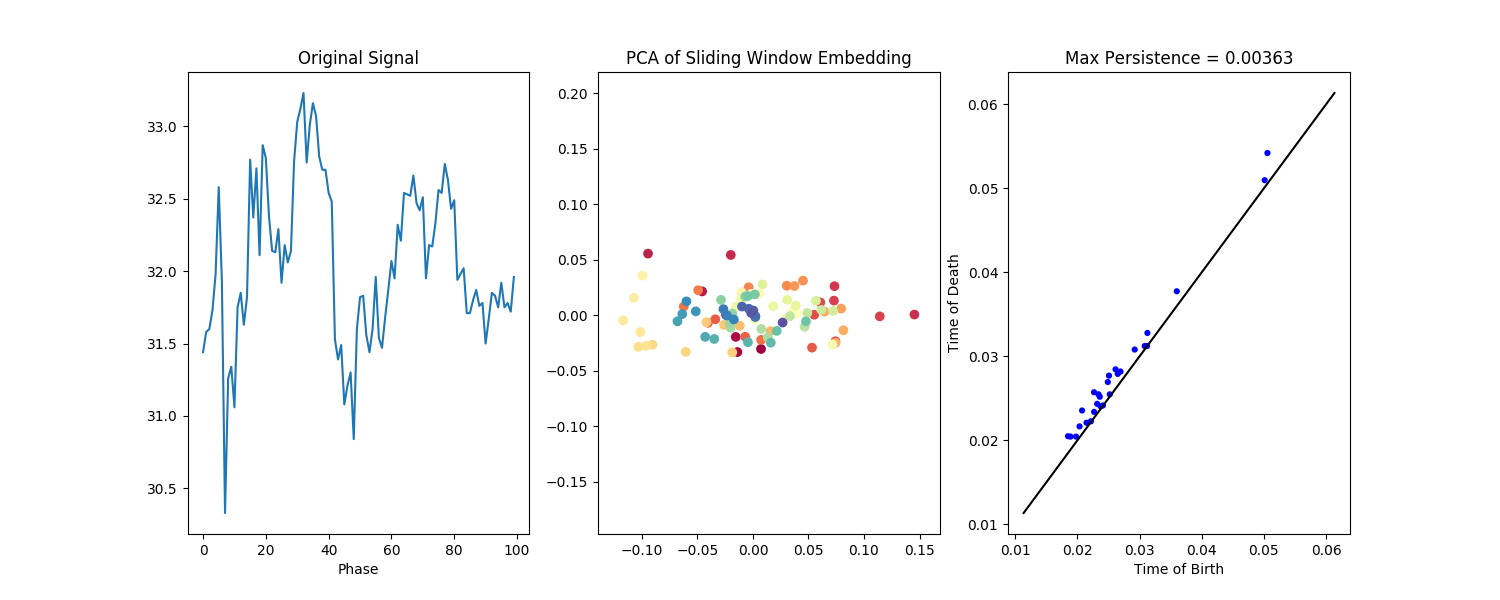 Original Signal
33.0
32.5
32.0
31.5
31.0
30.5
0 20 40 60 80 100
Phase
PCA of Sliding Window Embedding
0.20
0.15
0.10
0.05
0.00
−0.05
−0.10
−0.15
−0.10 −0.05 0.00 0.05 0.10 0.15
Max Persistence = 0.00363
Time of Death
0.06
0.05
0.04
0.03
0.02
0.01
0.01 0.02 0.03 0.04 0.05 0.06
Time of Birth